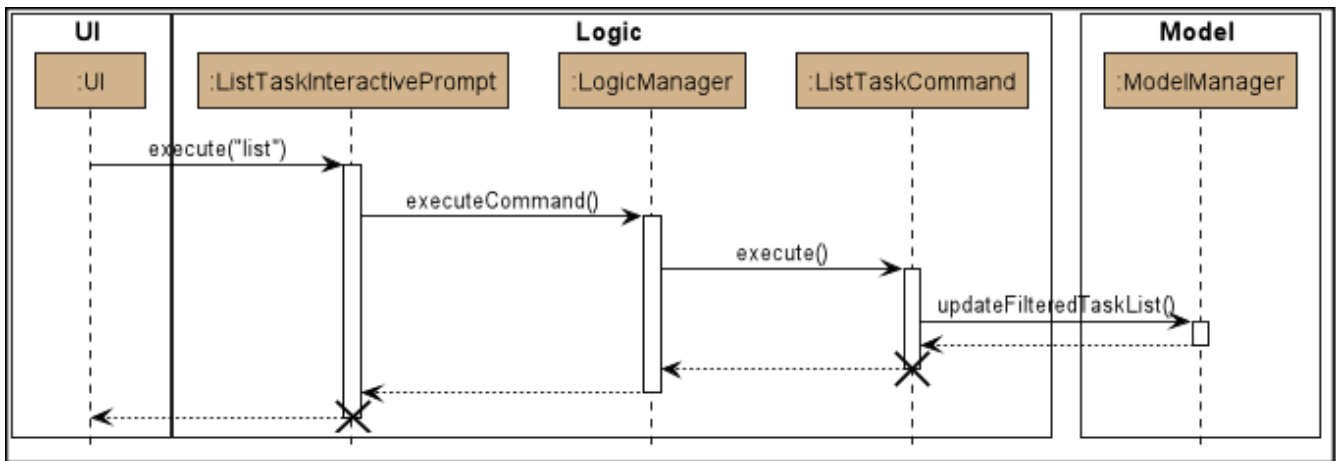 UI
Logic
Model
:UI
:ListTaskInteractivePrompt
:LogicManager
:ListTaskCommand
:ModelManager
execute("list")
executeCommand()
execute()
updateFilteredTaskList()